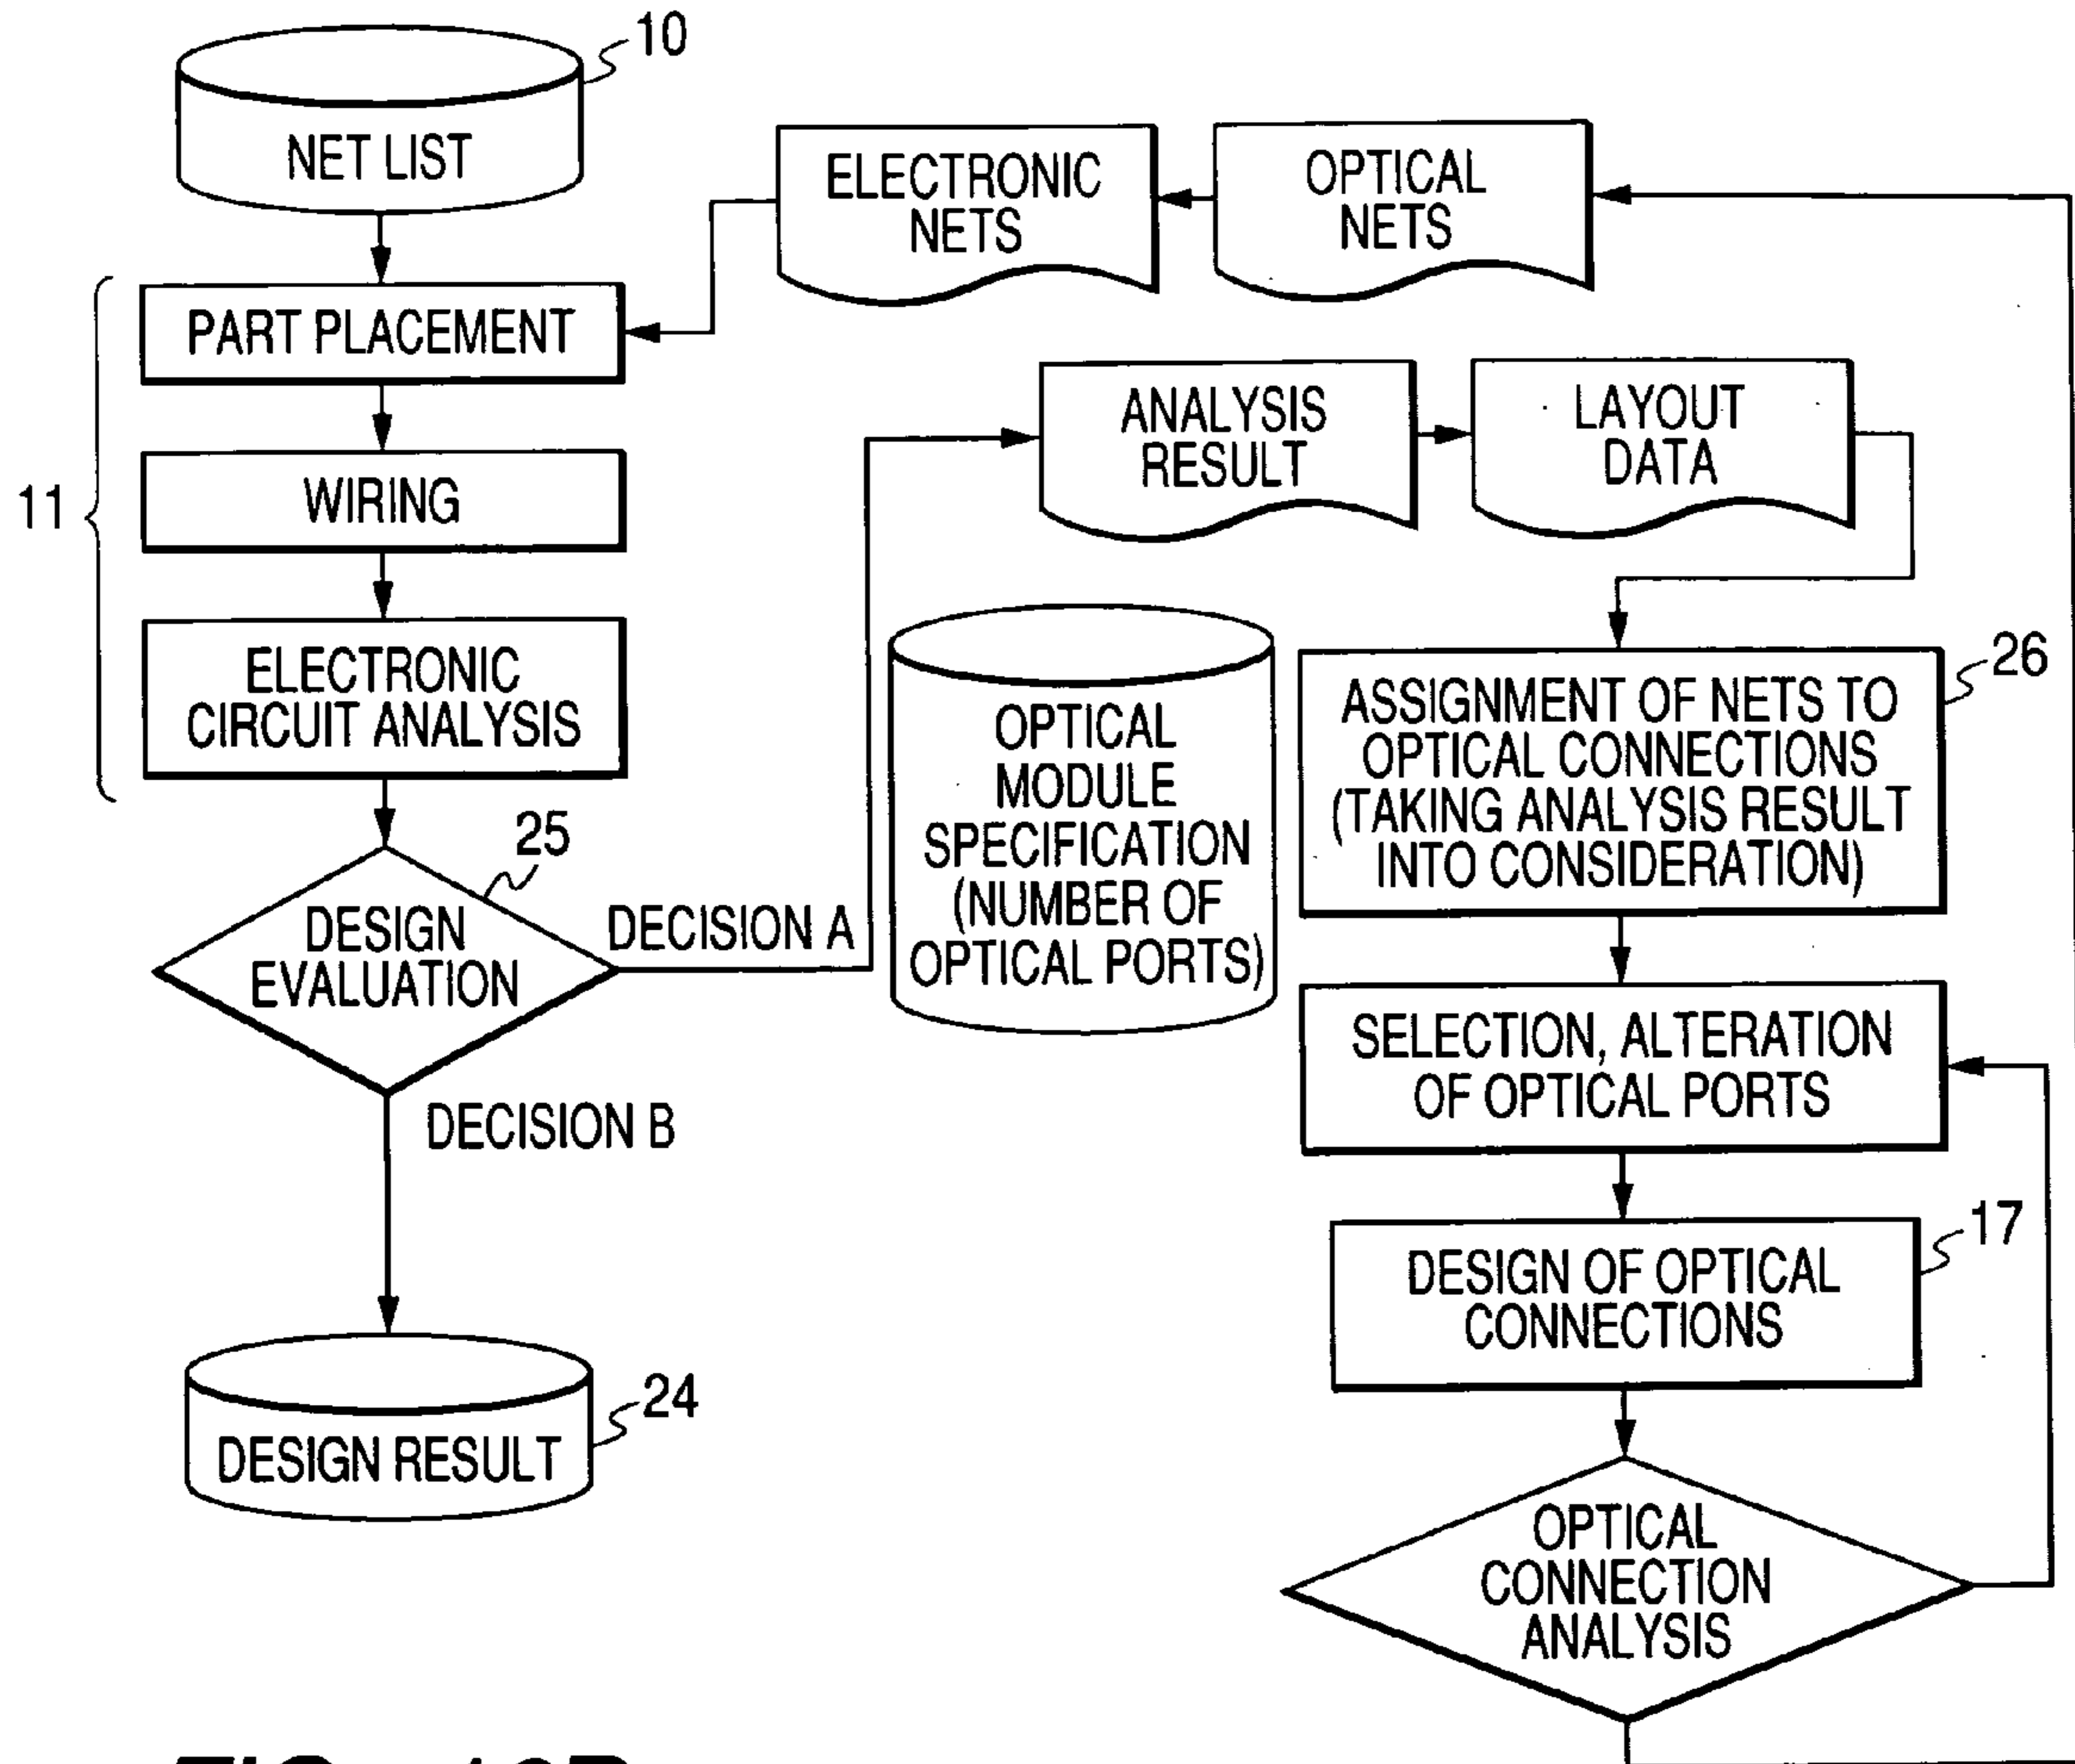 10
NET LIST
ELECTRONIC
NETS
OPTICAL
NETS
PART PLACEMENT
ANALYSIS
RESULT
LAYOUT
DATA
11
WIRING
ELECTRONIC
CIRCUIT ANALYSIS
OPTICAL
MODULE
SPECIFICATION
(NUMBER OF
OPTICAL PORTS)
26
ASSIGNMENT OF NETS TO
OPTICAL CONNECTIONS
(TAKING ANALYSIS RESULT
INTO CONSIDERATION)
25
DESIGN
EVALUATION
DECISION A
DECISION B
SELECTION, ALTERATION
OF OPTICAL PORTS
17
DESIGN OF OPTICAL
CONNECTIONS
24
DESIGN RESULT
OPTICAL
CONNECTION
ANALYSIS